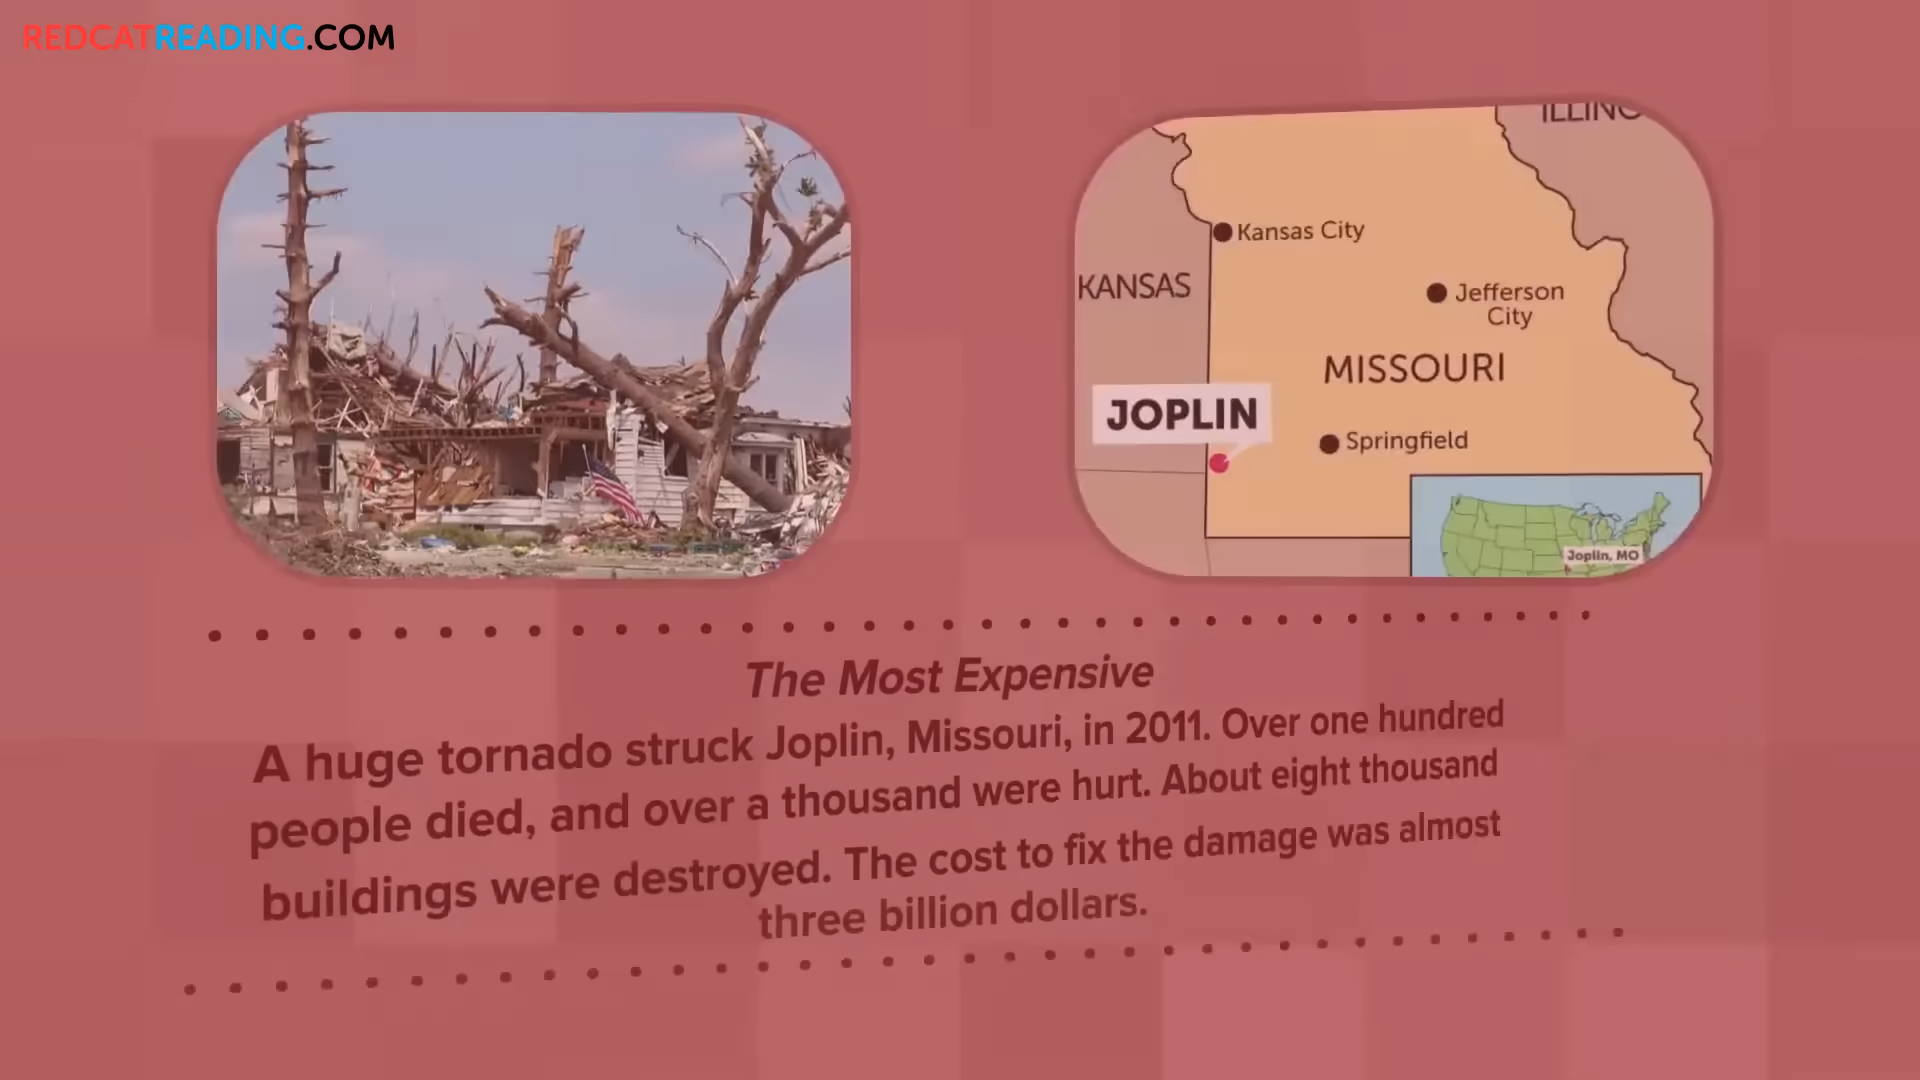 REDCATREADING.COM
ILLINO
Kansas City
KANSAS
Jefferson
City
MISSOURI
JOPLIN
Springfield
Joplin, MO
The Most Expensive
A huge tornado struck Joplin, Missouri, in 2011. Over one hundred
people died, and over a thousand were hurt. About eight thousand
buildings were destroyed. The cost to fix the damage was almost
three billion dollars.